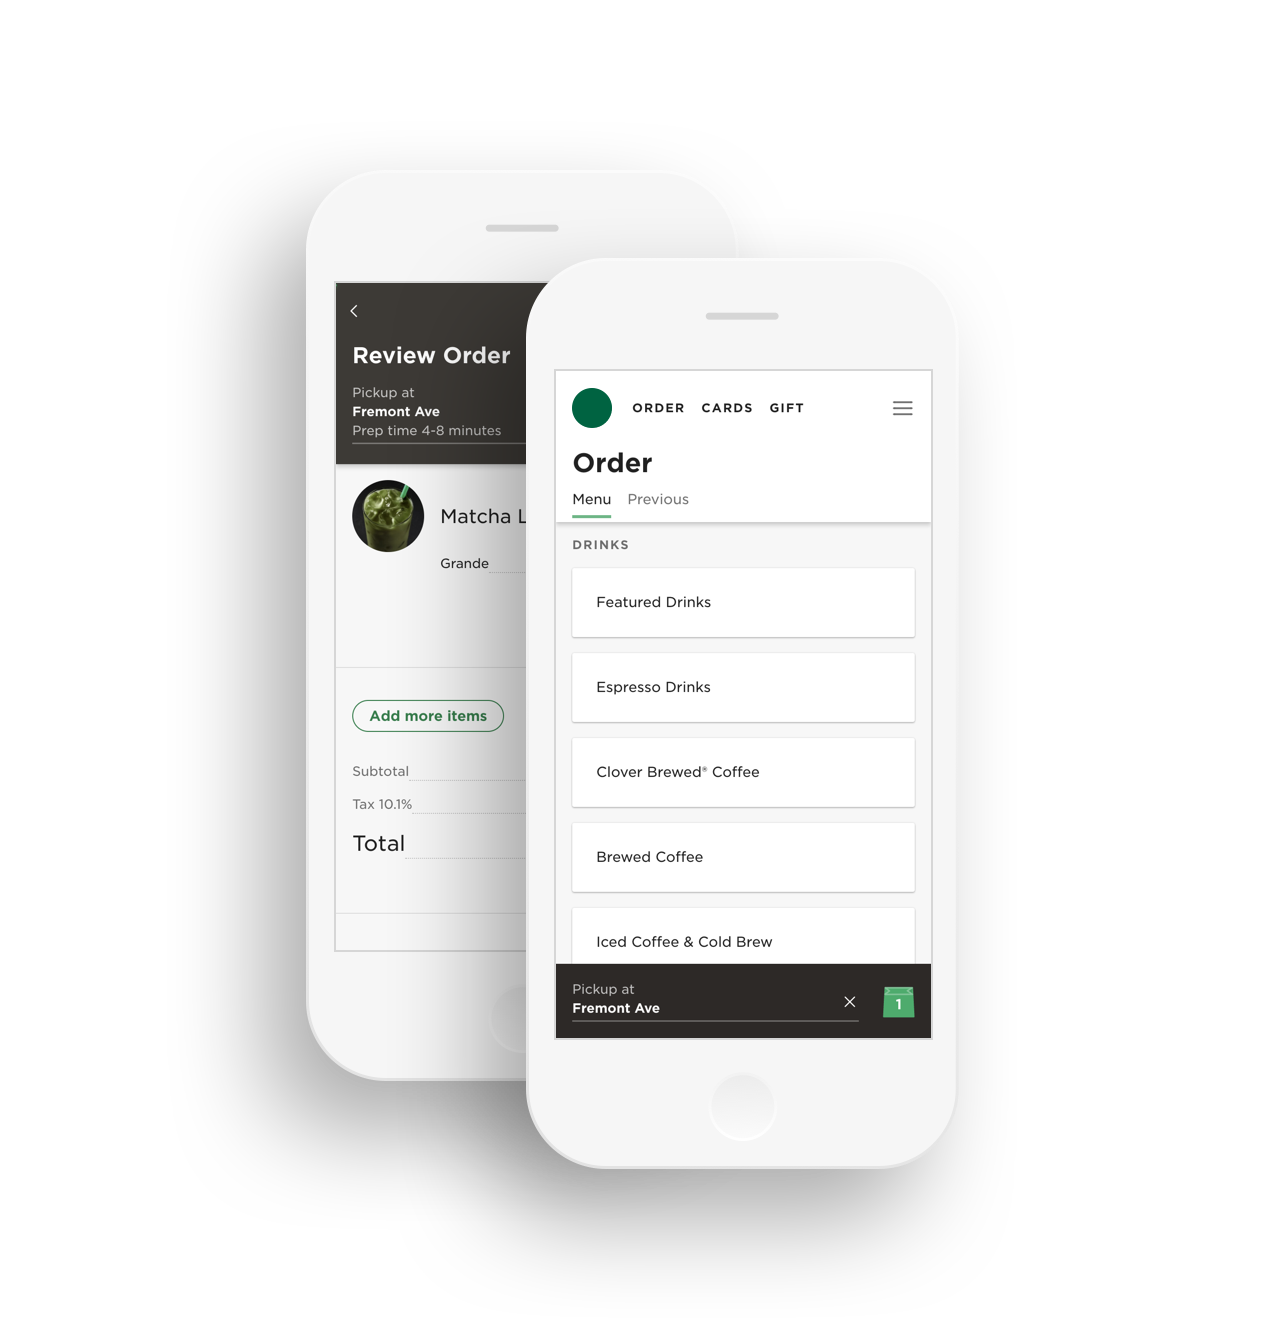 Review Order
Pickup at
Fremont Ave
Prep time 4-8 minutes
Matcha
Grande
Add more items
Subtotal
Tax 10.1%
Total
ORDER CARDS GIFT
Order
Menu Previous
DRINKS
Featured Drinks
Espresso Drinks
Clover Brewed® Coffee
Brewed Coffee
Iced Coffee & Cold Brew
Pickup at
Fremont Ave
1